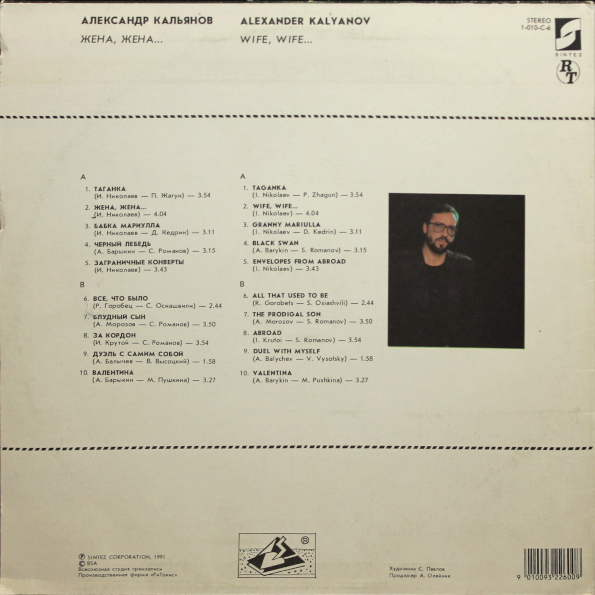 АЛЕКСАНДР КАЛЬЯНОВ
ЖЕНА, ЖЕНА...
ALEXANDER KALYANOV
WIFE, WIFE...
STEREO
1-010-C-6
SINTEZ
RT
A
1. ТАГАНКА
(И. Николаев — П. Жагун) — 3.54
2. ЖЕНА, ЖЕНА...
(И. Николаев) — 4.04
3. БАБКА МАРИУЛЛА
(И. Николаев — Д. Кедрин) — 3.11
4. ЧЕРНЫЙ ЛЕБЕДЬ
(А. Барыкин — С. Романов) — 3.15
5. ЗАГРАНИЧНЫЕ КОНВЕРТЫ
(И. Николаев) — 3.43
B
6. ВСЕ, ЧТО БЫЛО
(Р. Горобец — С. Осиашвили) — 2.44
7. БЛУДНЫЙ СЫН
(А. Морозов — С. Романов) — 3.50
8. ЗА КОРДОН
(И. Крутой — С. Романов) — 3.54
9. ДУЭЛЬ С САМИМ СОБОЙ
(А. Балычев — В. Высоцкий) — 1.58
10. ВАЛЕНТИНА
(А. Барыкин — М. Пушкина) — 3.27
A
1. TAGANKA
(I. Nikolaev — P. Zhagun) — 3.54
2. WIFE, WIFE...
(I. Nikolaev) — 4.04
3. GRANNY MARIULLA
(I. Nikolaev — D. Kedrin) — 3.11
4. BLACK SWAN
(A. Barykin — S. Romanov) — 3.15
5. ENVELOPES FROM ABROAD
(I. Nikolaev) — 3.43
B
6. ALL THAT USED TO BE
(R. Gorobets — S. Osiashvili) — 2.44
7. THE PRODIGAL SON
(A. Morozov — S. Romanov) — 3.50
8. ABROAD
(I. Krutoi — S. Romanov) — 3.54
9. DUEL WITH MYSELF
(A. Balychev — V. Vysotsky) — 1.58
10. VALENTINA
(A. Barykin — M. Pushkina) — 3.27
℗ SINTEZ CORPORATION, 1991
© BSA
Всесоюзная студия грамзаписи
Производственная фирма «РиТонис»
®
Художник С. Павлов
Продюсер А. Олейник
9 010093 226009